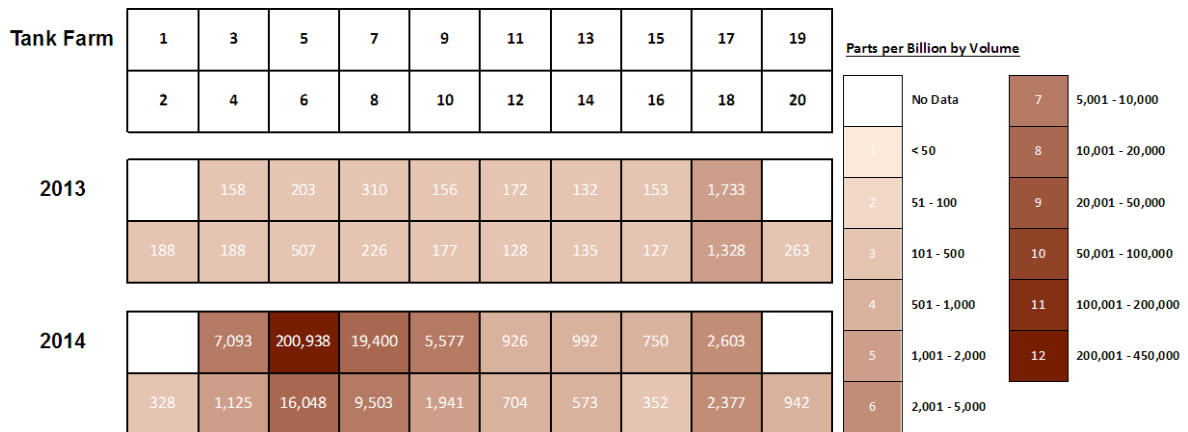 Tank Farm 1 3 5 7 9 11 13 15 17 19
2 4 6 8 10 12 14 16 18 20
2013 158 203 310 156 172 132 153 1,733
188 188 507 226 177 128 135 127 1,328 263
2014 7,093 200,938 19,400 5,577 926 992 750 2,603
328 1,125 16,048 9,503 1,941 704 573 352 2,377 942
Parts per Billion by Volume
No Data
1 < 50
2 51 - 100
3 101 - 500
4 501 - 1,000
5 1,001 - 2,000
6 2,001 - 5,000
7 5,001 - 10,000
8 10,001 - 20,000
9 20,001 - 50,000
10 50,001 - 100,000
11 100,001 - 200,000
12 200,001 - 450,000